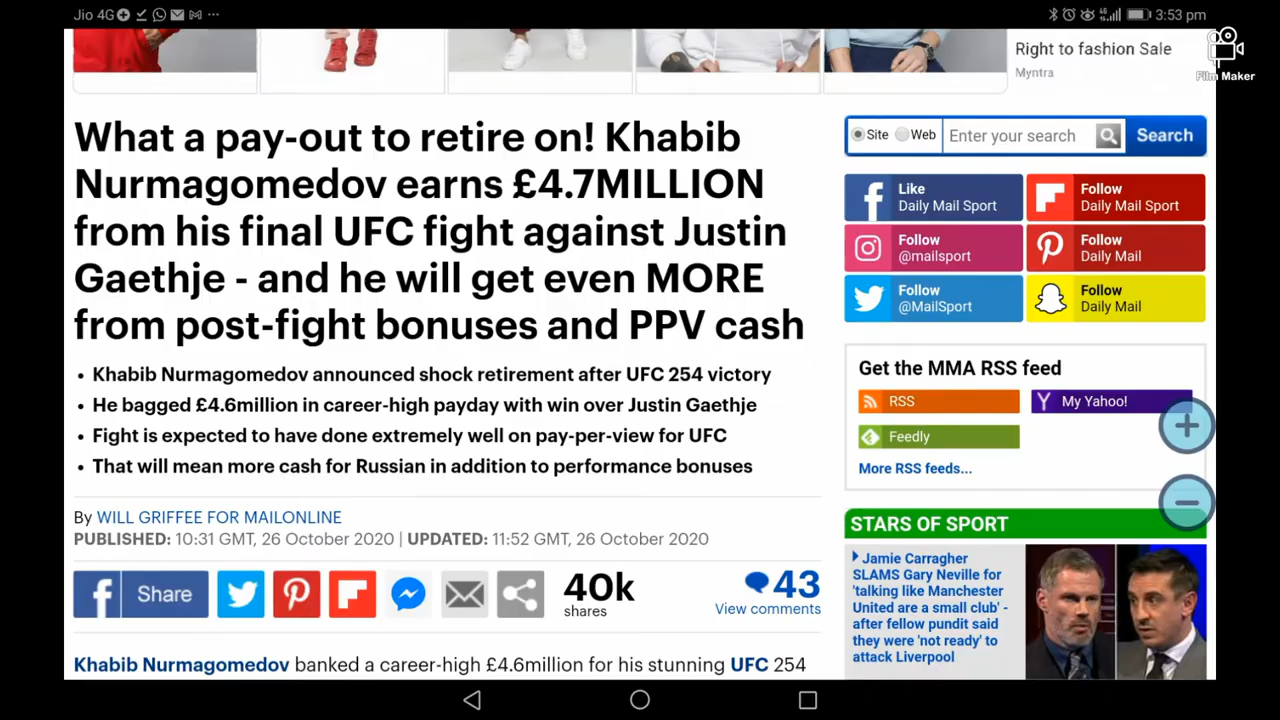 Jio 4G ... 3:53 pm
Right to fashion Sale
Myntra
Film Maker
What a pay-out to retire on! Khabib
Nurmagomedov earns £4.7MILLION
from his final UFC fight against Justin
Gaethje - and he will get even MORE
from post-fight bonuses and PPV cash
• Khabib Nurmagomedov announced shock retirement after UFC 254 victory
• He bagged £4.6million in career-high payday with win over Justin Gaethje
• Fight is expected to have done extremely well on pay-per-view for UFC
• That will mean more cash for Russian in addition to performance bonuses
By WILL GRIFFEE FOR MAILONLINE
PUBLISHED: 10:31 GMT, 26 October 2020 | UPDATED: 11:52 GMT, 26 October 2020
Share
40k
shares
43
View comments
Khabib Nurmagomedov banked a career-high £4.6million for his stunning UFC 254
Site Web Enter your search Search
Like
Daily Mail Sport
Follow
Daily Mail Sport
Follow
@mailsport
Follow
Daily Mail
Follow
@MailSport
Follow
Daily Mail
Get the MMA RSS feed
RSS
My Yahoo!
Feedly
More RSS feeds...
STARS OF SPORT
Jamie Carragher
SLAMS Gary Neville for
'talking like Manchester
United are a small club' -
after fellow pundit said
they were 'not ready' to
attack Liverpool